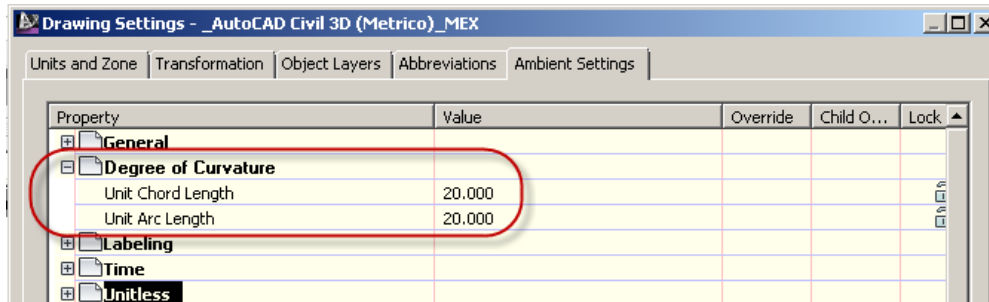 Drawing Settings - _AutoCAD Civil 3D (Metrico)_MEX
Units and Zone Transformation Object Layers Abbreviations Ambient Settings
Property Value Override Child O... Lock
General
Degree of Curvature
Unit Chord Length 20.000
Unit Arc Length 20.000
Labeling
Time
Unitless